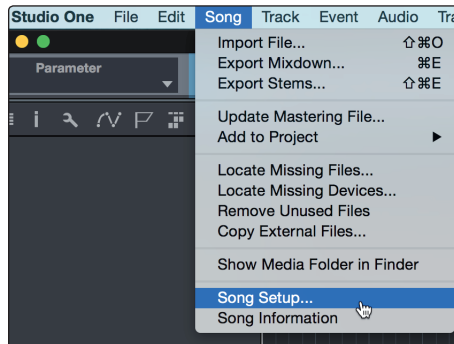 Studio One File Edit Song Track Event Audio
Parameter
Import File... ⇧⌘O
Export Mixdown... ⌘E
Export Stems... ⇧⌘E
Update Mastering File...
Add to Project
Locate Missing Files...
Locate Missing Devices...
Remove Unused Files
Copy External Files...
Show Media Folder in Finder
Song Setup...
Song Information